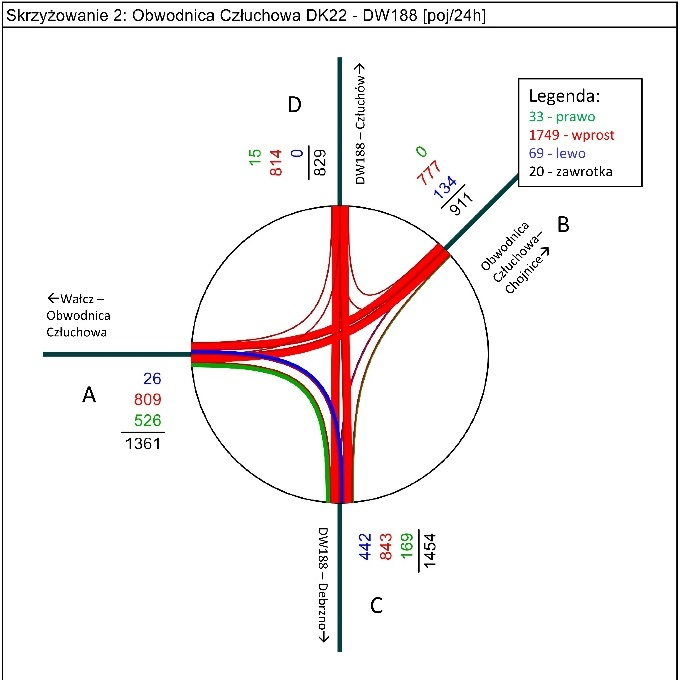 Skrzyżowanie 2: Obwodnica Człuchowa DK22 - DW188 [poj/24h]
D
15
814
0
829
DW188 – Człuchów→
0
777
134
911
Legenda:
33 - prawo
1749 - wprost
69 - lewo
20 - zawrotka
B
Obwodnica
Człuchowa–
Chojnice→
←Wałcz –
Obwodnica
Człuchowa
A
26
809
526
1361
DW188 – Debrzno→
442
843
169
1454
C